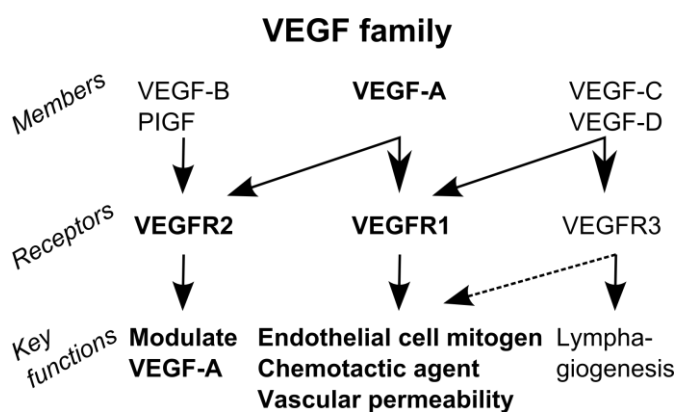 VEGF family
Members
VEGF-B
PlGF
VEGF-A
VEGF-C
VEGF-D
Receptors
VEGFR2
VEGFR1
VEGFR3
Key
functions
Modulate
VEGF-A
Endothelial cell mitogen
Chemotactic agent
Vascular permeability
Lympha-
giogenesis